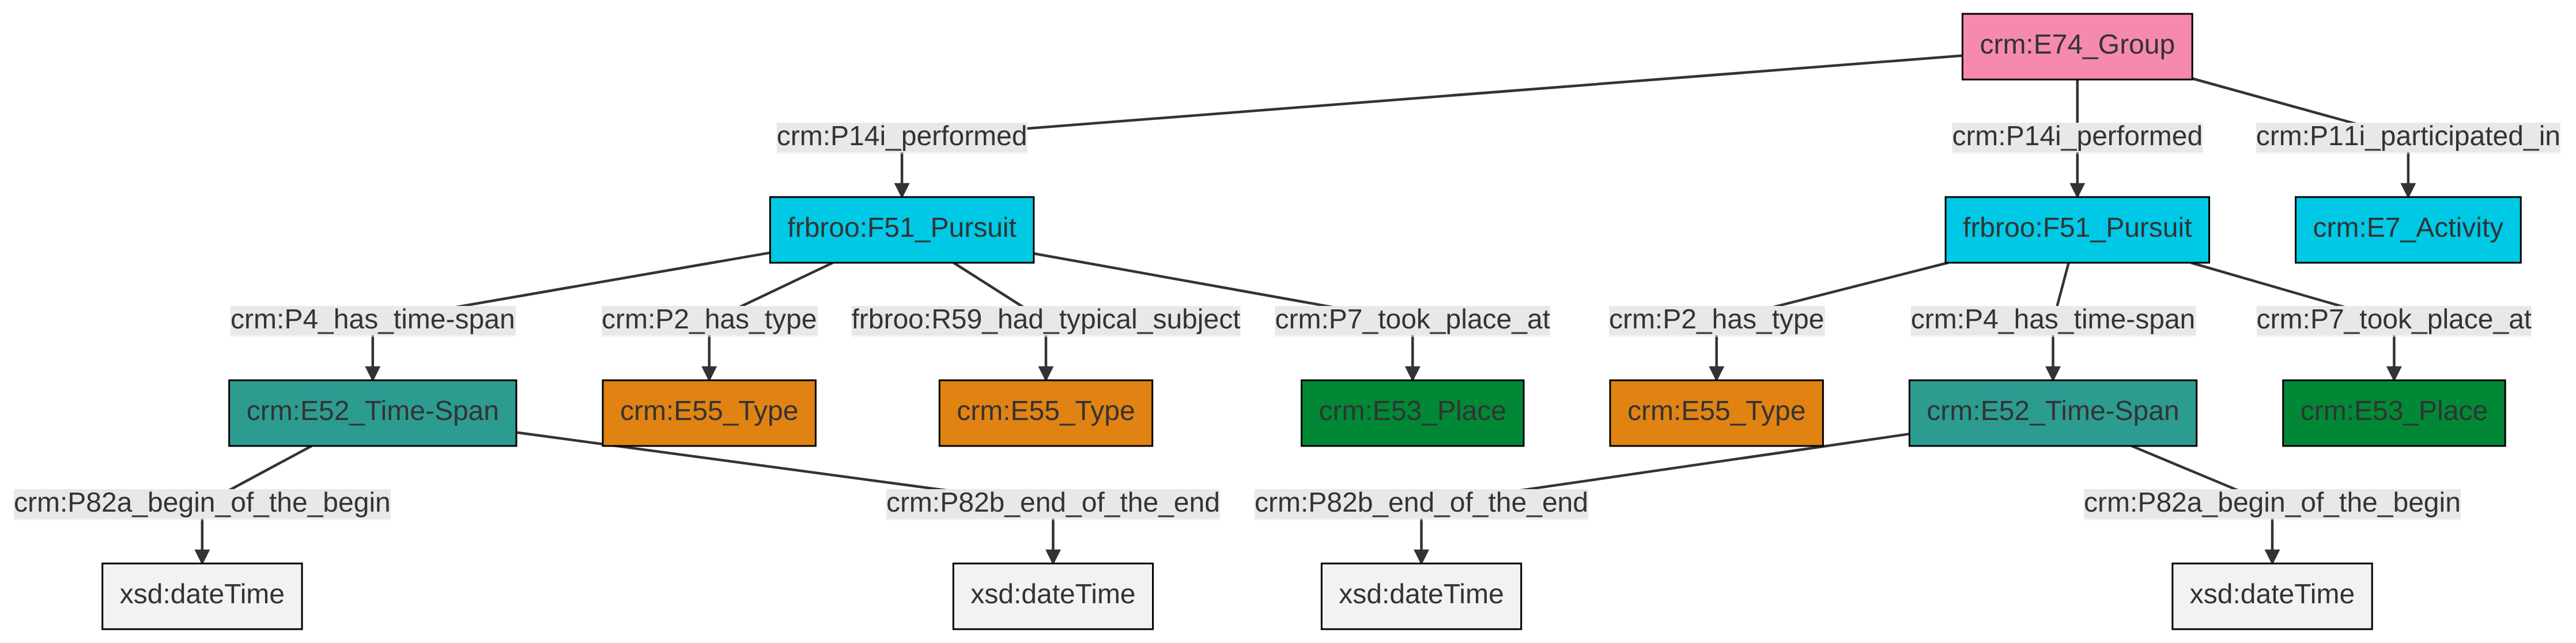 crm:E74_Group
crm:P14i_performed
crm:P14i_performed
crm:P11i_participated_in
frbroo:F51_Pursuit
frbroo:F51_Pursuit
crm:E7_Activity
crm:P4_has_time-span
crm:P2_has_type
frbroo:R59_had_typical_subject
crm:P7_took_place_at
crm:P2_has_type
crm:P4_has_time-span
crm:P7_took_place_at
crm:E52_Time-Span
crm:E55_Type
crm:E55_Type
crm:E53_Place
crm:E55_Type
crm:E52_Time-Span
crm:E53_Place
crm:P82a_begin_of_the_begin
crm:P82b_end_of_the_end
crm:P82b_end_of_the_end
crm:P82a_begin_of_the_begin
xsd:dateTime
xsd:dateTime
xsd:dateTime
xsd:dateTime